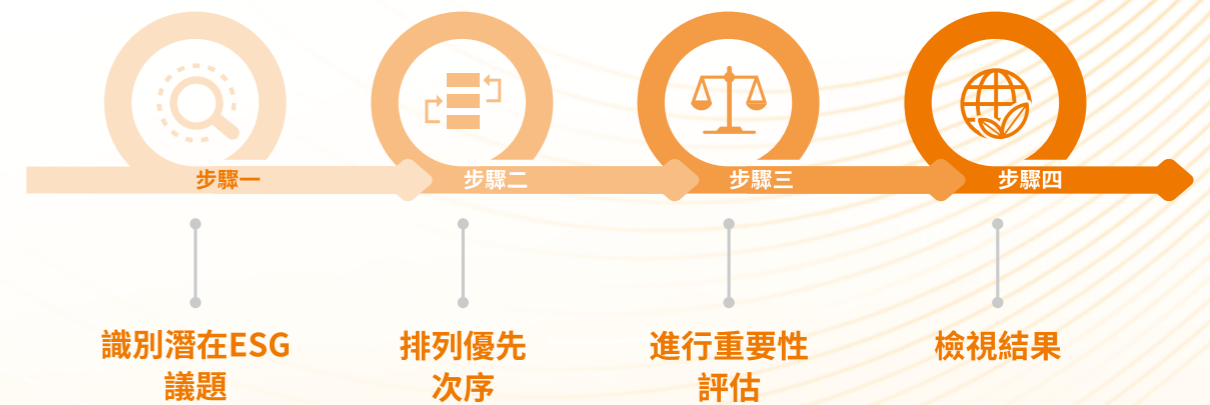 步驟一
步驟二
步驟三
步驟四
識別潛在ESG
議題
排列優先
次序
進行重要性
評估
檢視結果